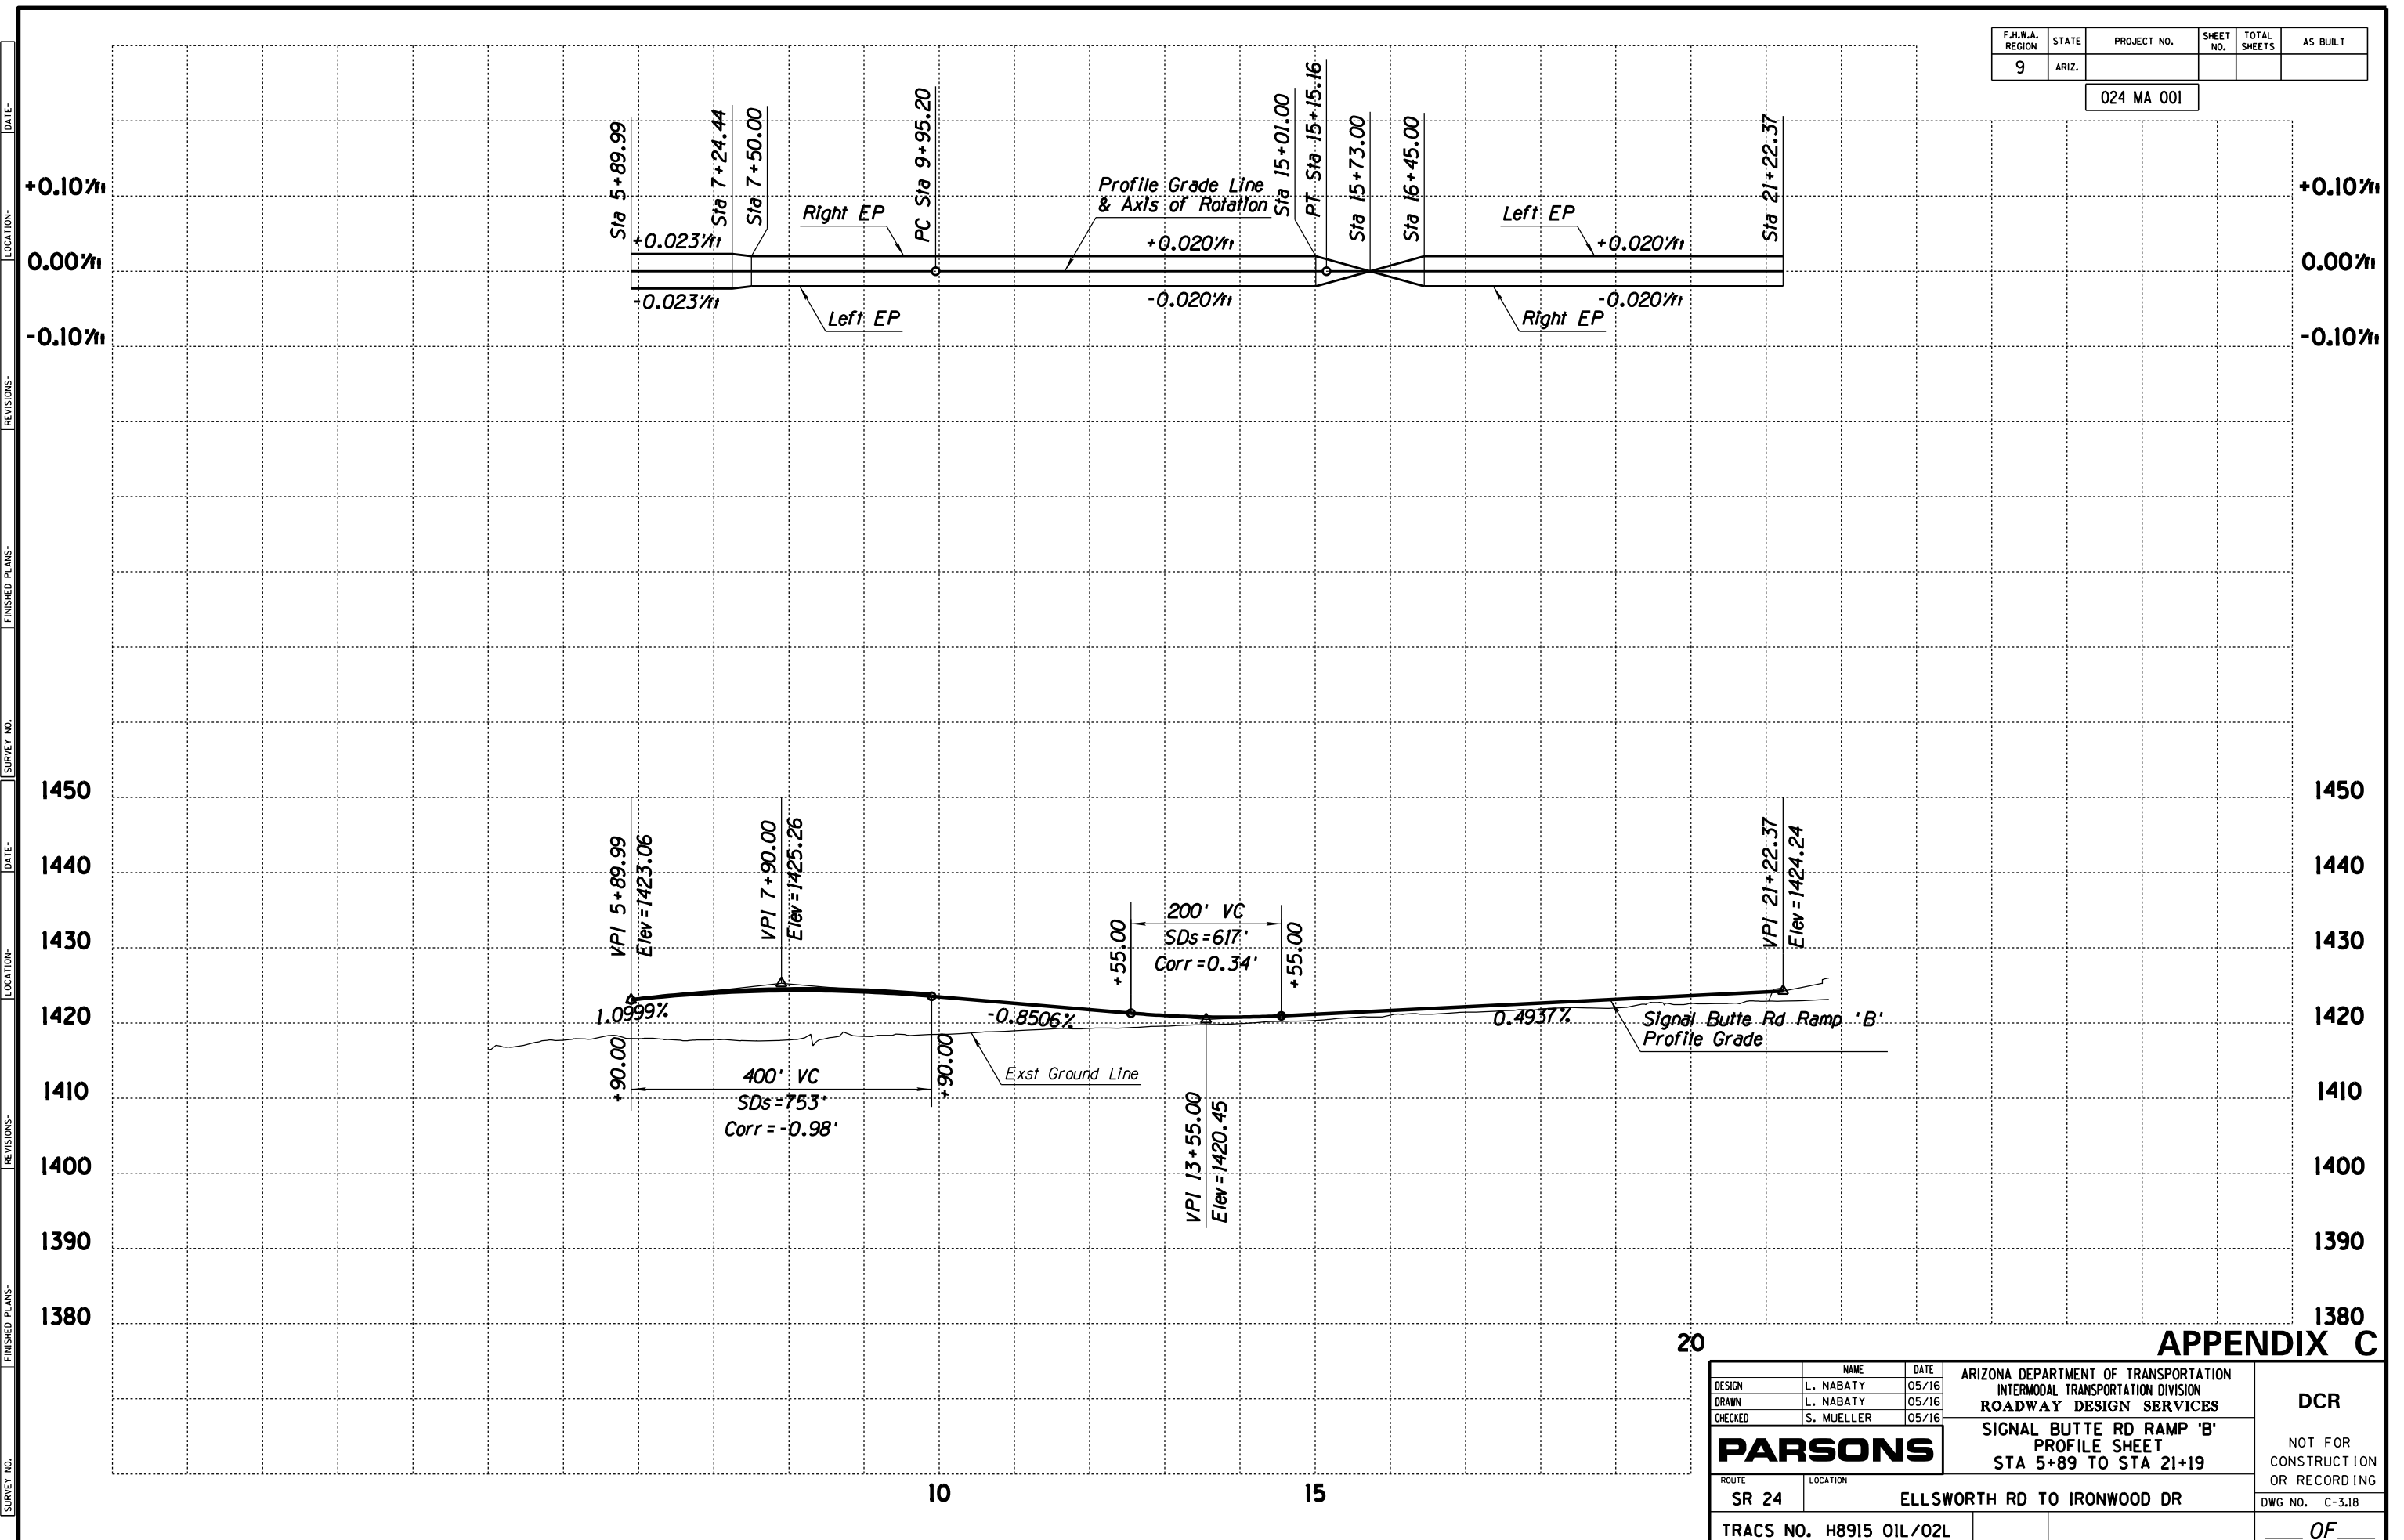 F.H.W.A. REGION STATE PROJECT NO. SHEET NO. TOTAL SHEETS AS BUILT
9 ARIZ.
024 MA 001
DATE-
LOCATION-
REVISIONS-
FINISHED PLANS-
SURVEY NO.
DATE-
LOCATION-
REVISIONS-
FINISHED PLANS-
SURVEY NO.
+0.10'/ft
0.00'/ft
-0.10'/ft
+0.10'/ft
0.00'/ft
-0.10'/ft
Sta 5+89.99
Sta 7+24.44
Sta 7+50.00
PC Sta 9+95.20
Sta 15+01.00
PT Sta 15+15.16
Sta 15+73.00
Sta 16+45.00
Sta 21+22.37
+0.023'/ft
Right EP
Profile Grade Line
& Axis of Rotation
+0.020'/ft
Left EP
+0.020'/ft
-0.023'/ft
Left EP
-0.020'/ft
Right EP
-0.020'/ft
1450
1440
1430
1420
1410
1400
1390
1380
1450
1440
1430
1420
1410
1400
1390
1380
VPI 5+89.99
Elev=1423.06
VPI 7+90.00
Elev=1425.26
+55.00
200' VC
SDs=617'
Corr=0.34'
+55.00
VPI 21+22.37
Elev=1424.24
1.0999%
-0.8506%
0.4937%
Signal Butte Rd Ramp 'B'
Profile Grade
+90.00
400' VC
SDs=753'
Corr=-0.98'
+90.00
Exst Ground Line
VPI 13+55.00
Elev=1420.45
10
15
20
APPENDIX C
NAME DATE
DESIGN L. NABATY 05/16
DRAWN L. NABATY 05/16
CHECKED S. MUELLER 05/16
PARSONS
ARIZONA DEPARTMENT OF TRANSPORTATION
INTERMODAL TRANSPORTATION DIVISION
ROADWAY DESIGN SERVICES
SIGNAL BUTTE RD RAMP 'B'
PROFILE SHEET
STA 5+89 TO STA 21+19
DCR
NOT FOR
CONSTRUCTION
OR RECORDING
ROUTE
SR 24
LOCATION
ELLSWORTH RD TO IRONWOOD DR
DWG NO. C-3.18
TRACS NO. H8915 01L/02L
OF